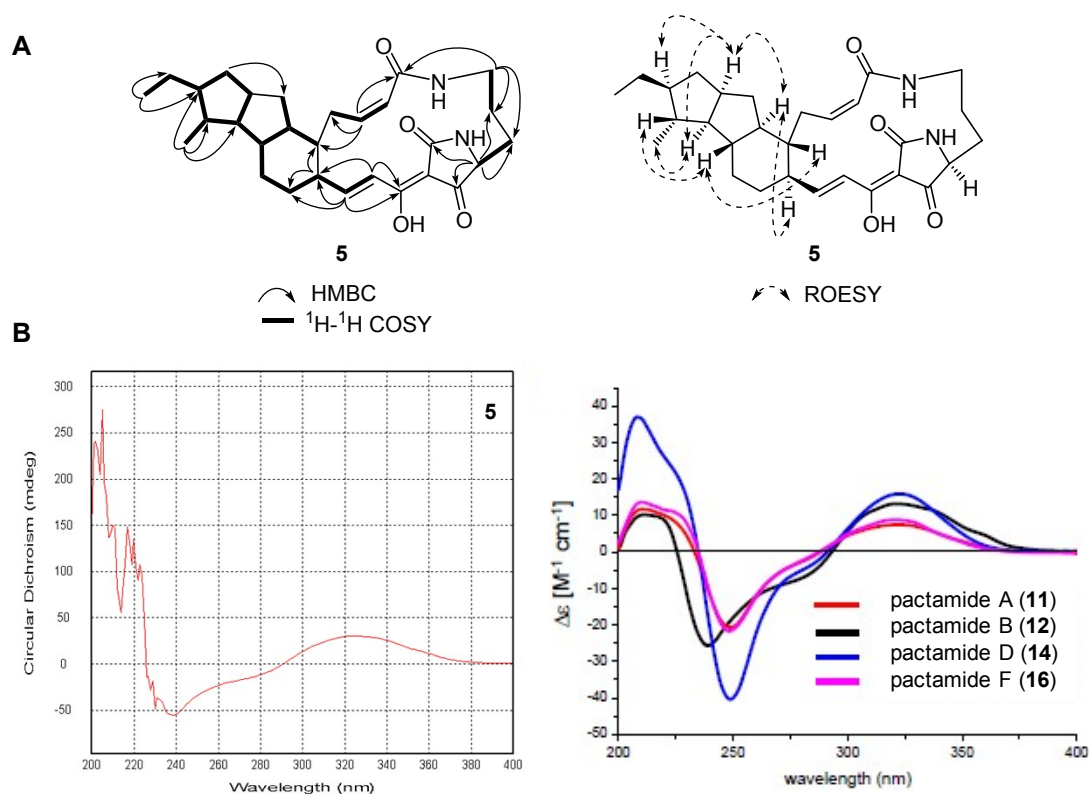 A
O
NH
O
NH
O
OH
5
HMBC
¹H-¹H COSY
H
H
H
H
H
H
H
H
H
O
NH
O
NH
H
O
OH
5
ROESY
B
Circular Dichroism (mdeg)
300
250
200
150
100
50
0
-50
5
200 220 240 260 280 300 320 340 360 380 400
Wavelength (nm)
Δε [M⁻¹ cm⁻¹]
40
30
20
10
0
-10
-20
-30
-40
-50
pactamide A (11)
pactamide B (12)
pactamide D (14)
pactamide F (16)
200 250 300 350 400
wavelength (nm)